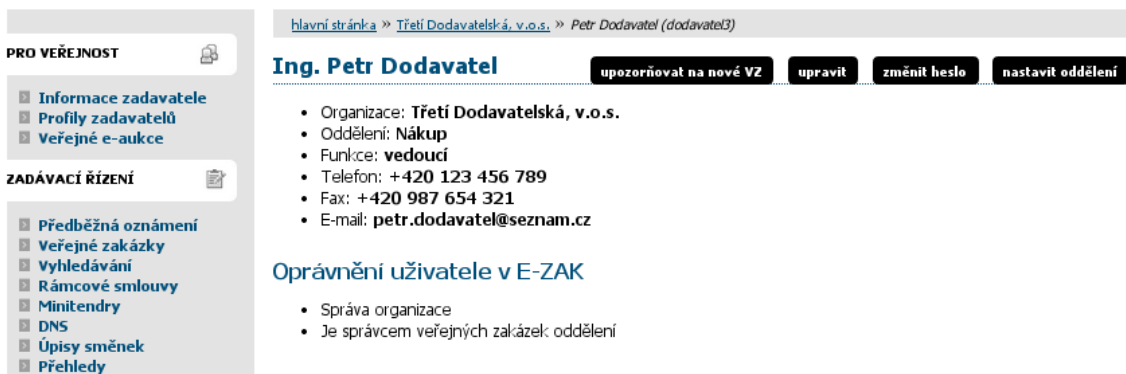 hlavní stránka » Třetí Dodavatelská, v.o.s. » Petr Dodavatel (dodavatel3)
PRO VEŘEJNOST
Informace zadavatele
Profily zadavatelů
Veřejné e-aukce
ZADÁVACÍ ŘÍZENÍ
Předběžná oznámení
Veřejné zakázky
Vyhledávání
Rámcové smlouvy
Minitendry
DNS
Úpisy směnek
Přehledy
Ing. Petr Dodavatel
upozorňovat na nové VZ
upravit
změnit heslo
nastavit oddělení
• Organizace: Třetí Dodavatelská, v.o.s.
• Oddělení: Nákup
• Funkce: vedoucí
• Telefon: +420 123 456 789
• Fax: +420 987 654 321
• E-mail: petr.dodavatel@seznam.cz
Oprávnění uživatele v E-ZAK
• Správa organizace
• Je správcem veřejných zakázek oddělení